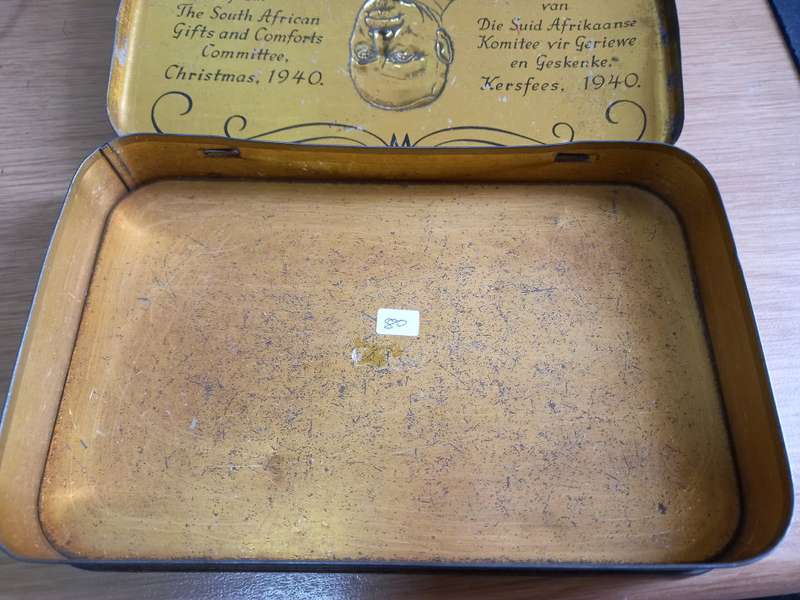 The South African
Gifts and Comforts
Committee,
Christmas, 1940.
van
Die Suid Afrikaanse
Komitee vir Geriewe
en Geskenke.
Kersfees, 1940.
80